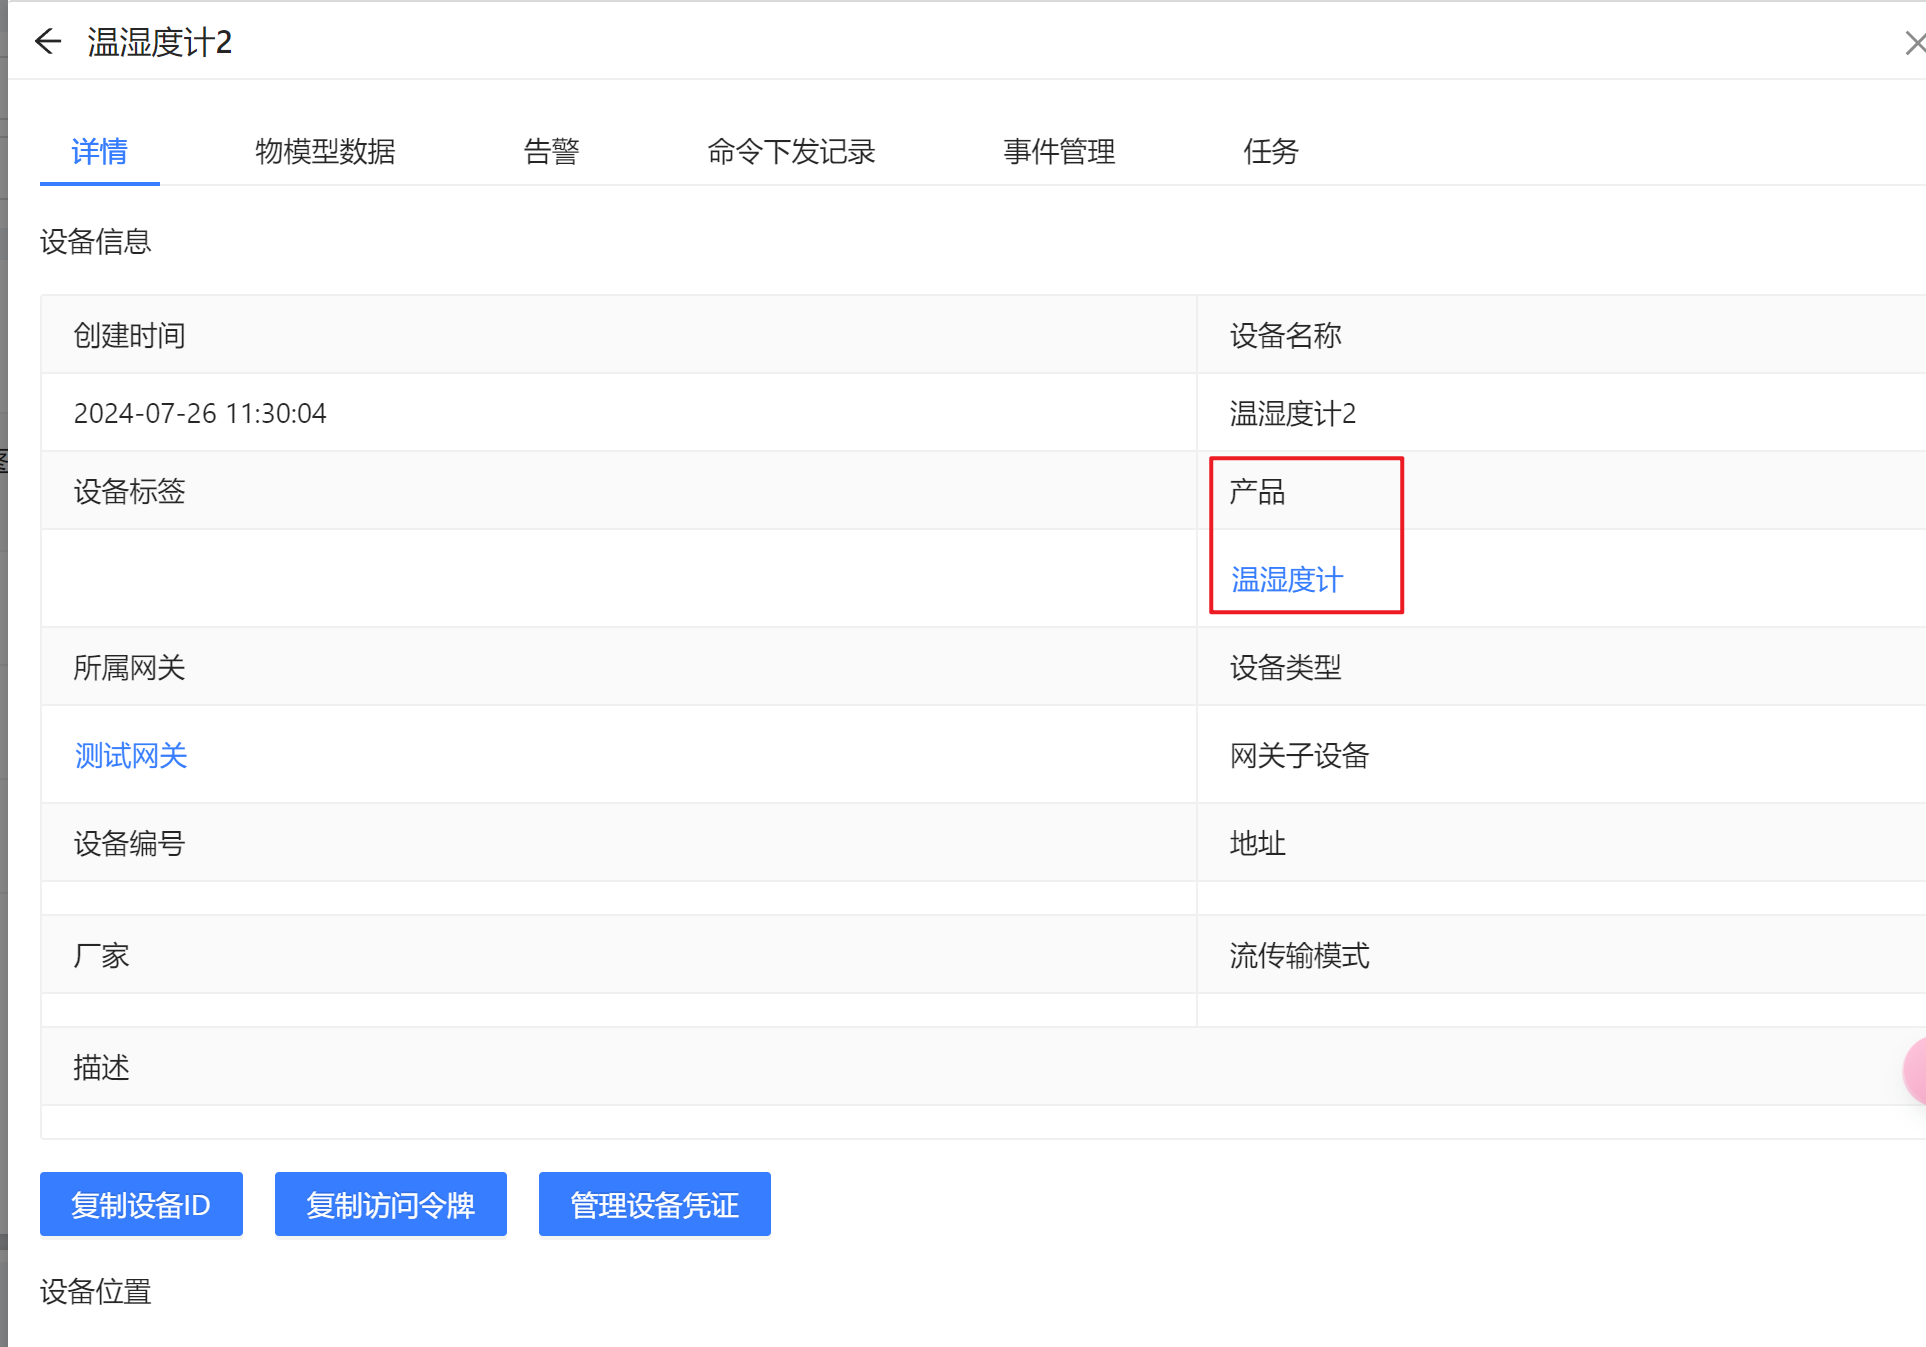 温湿度计2
详情 物模型数据 告警 命令下发记录 事件管理 任务
设备信息
创建时间 设备名称
2024-07-26 11:30:04 温湿度计2
设备标签 产品
温湿度计
所属网关 设备类型
测试网关 网关子设备
设备编号 地址
厂家 流传输模式
描述
复制设备ID 复制访问令牌 管理设备凭证
设备位置